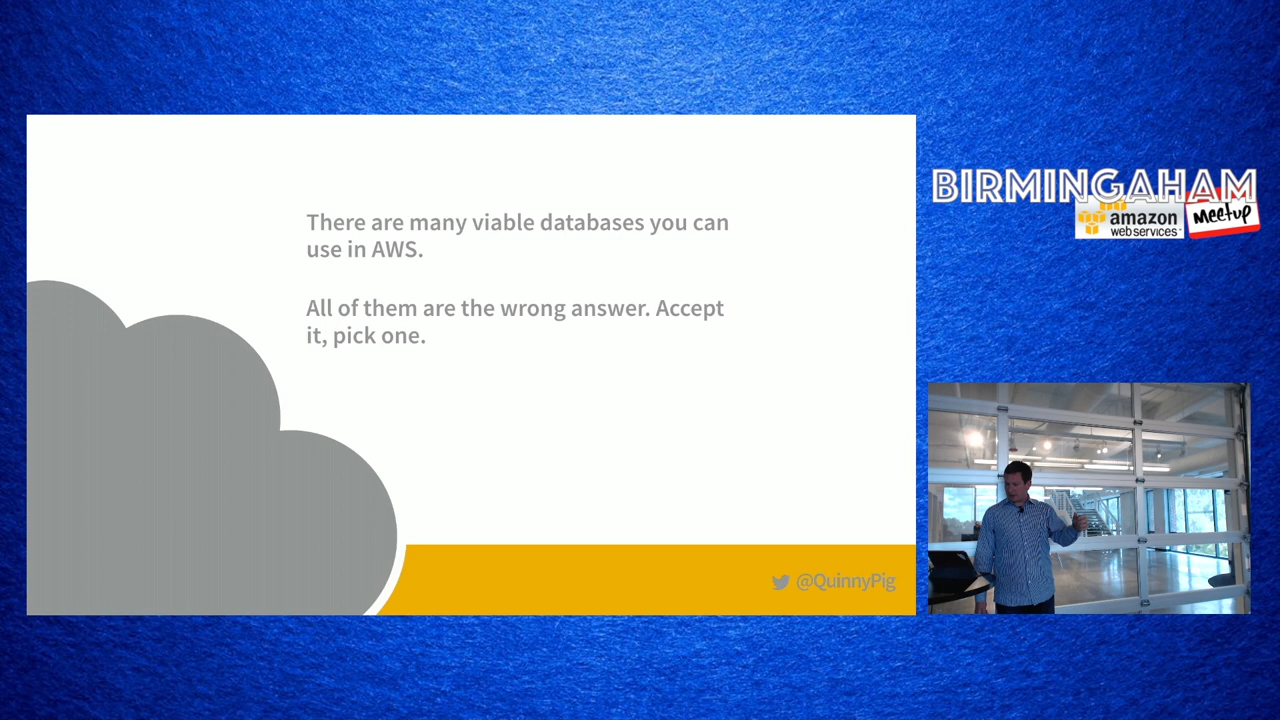 There are many viable databases you can
use in AWS.
All of them are the wrong answer. Accept
it, pick one.
@QuinnyPig
BIRMINGAHAM
amazon
webservices™
Meetup